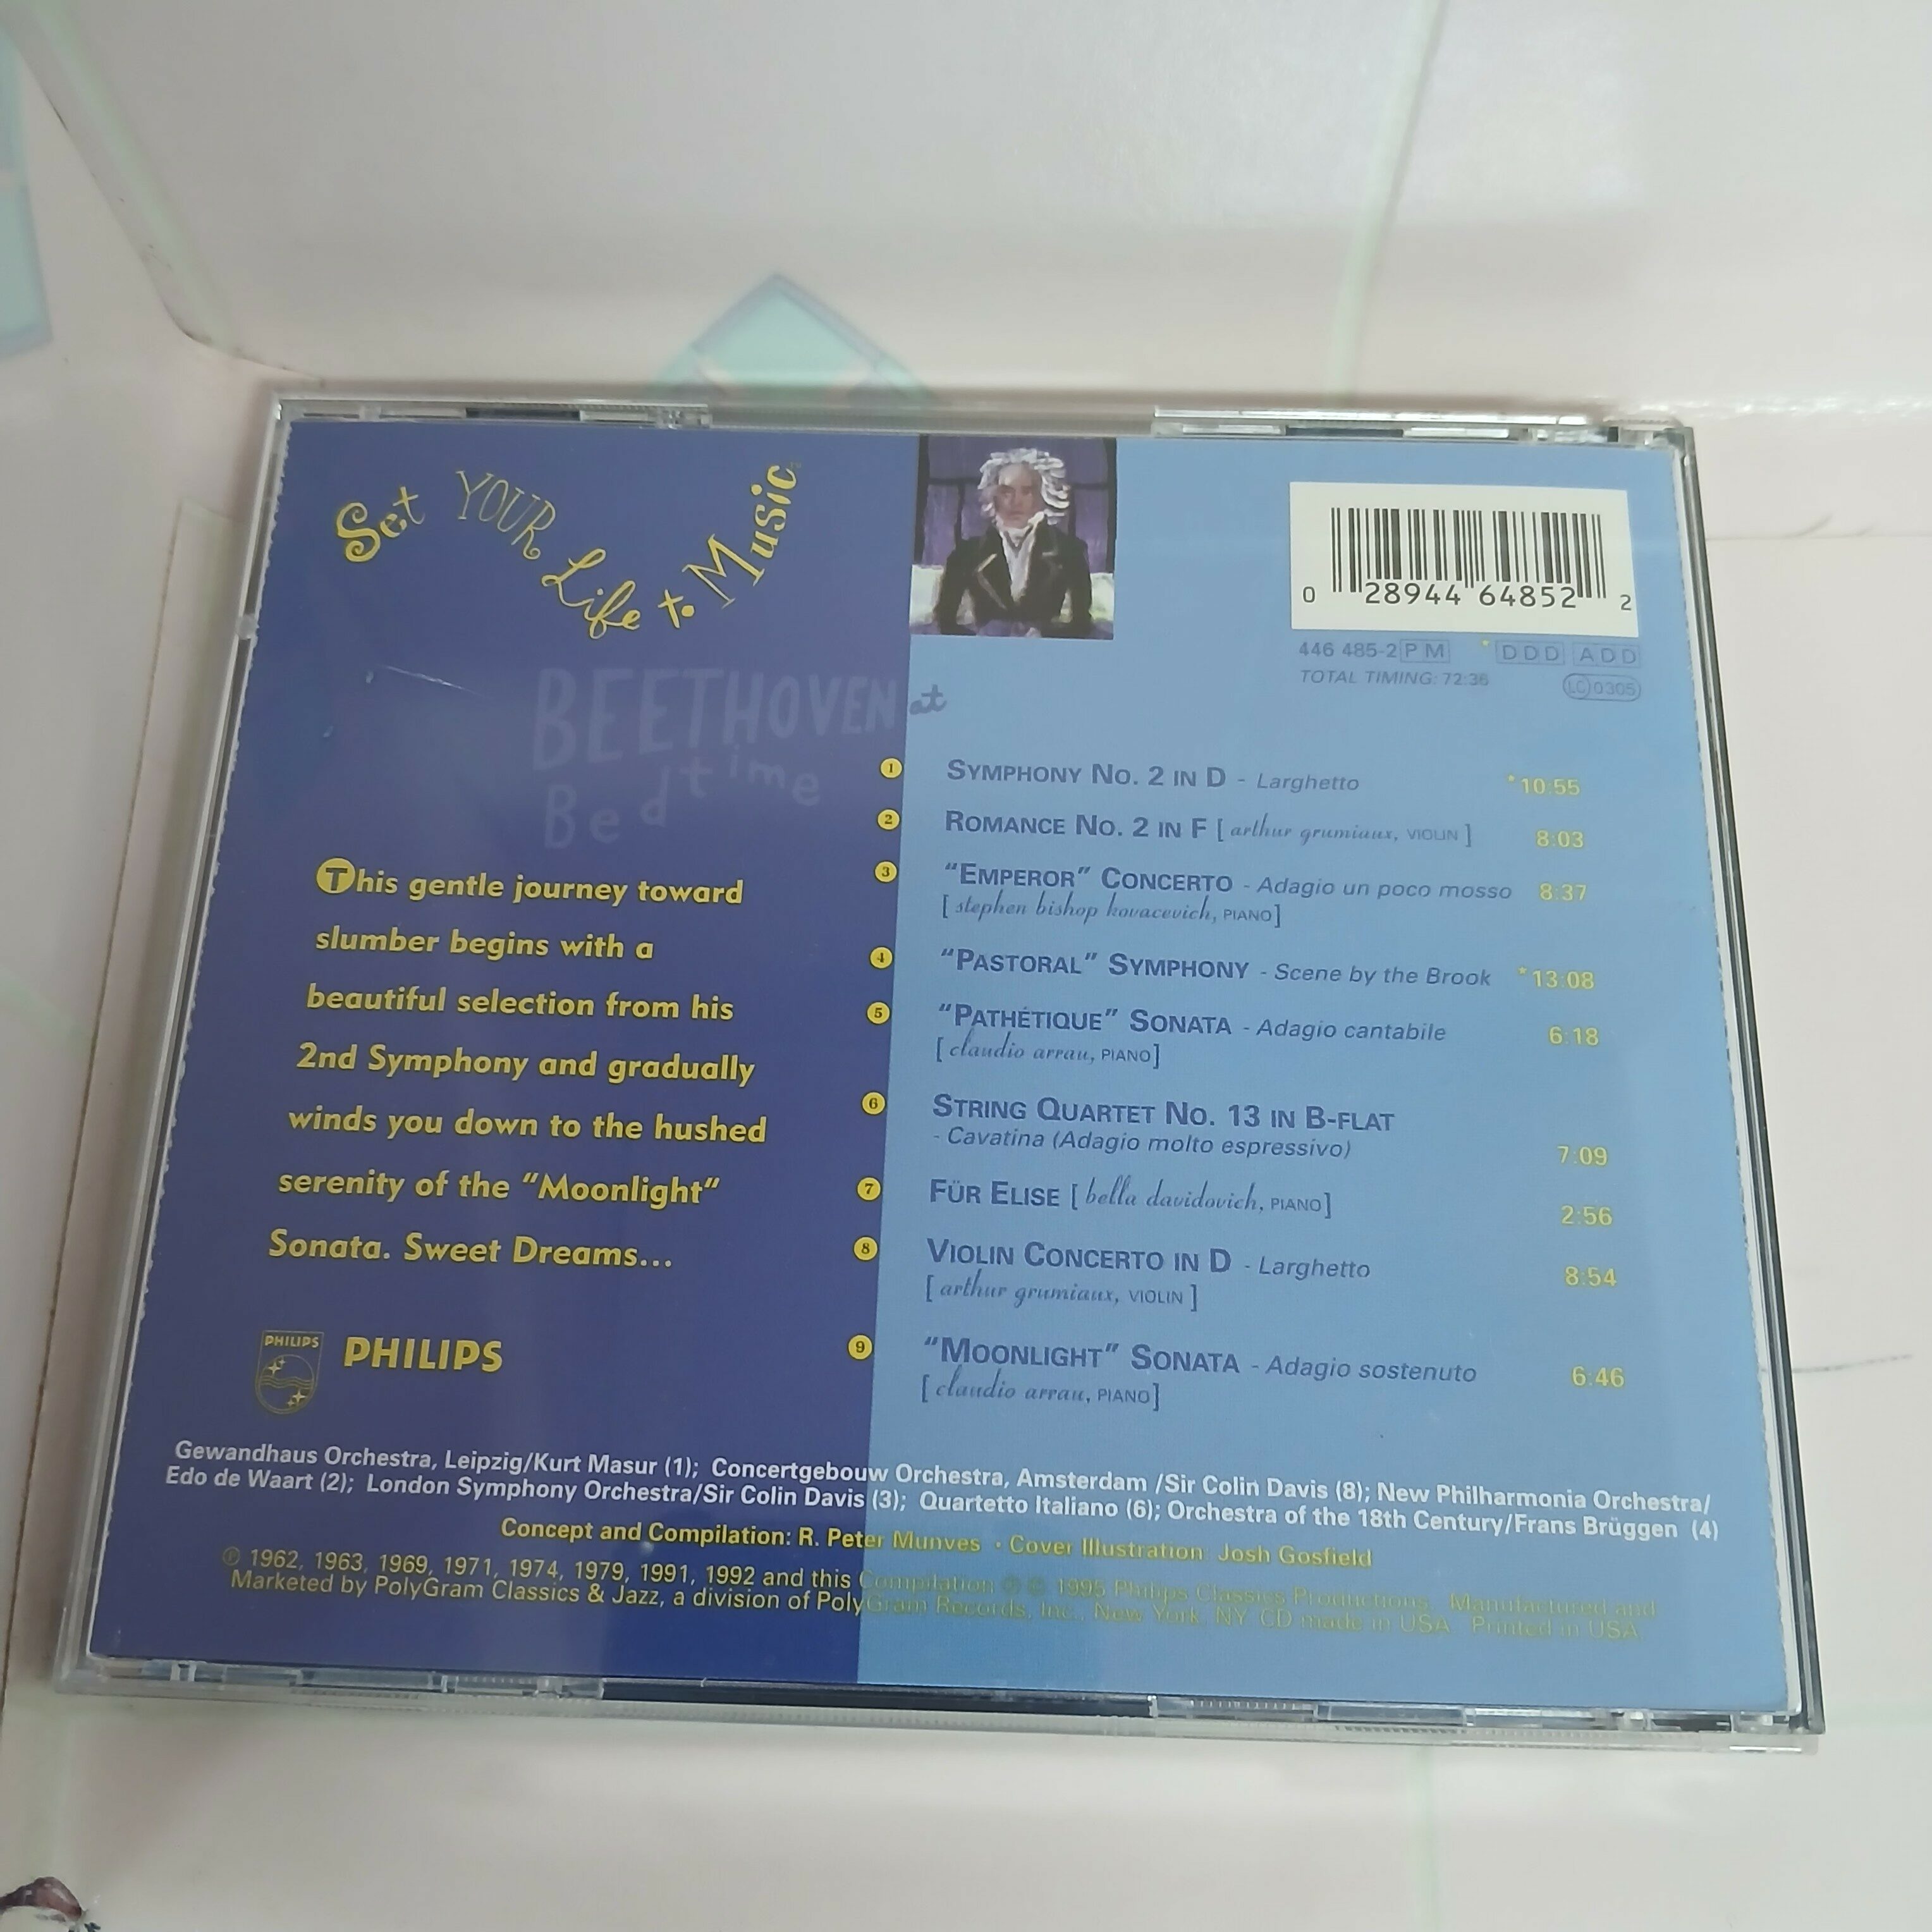 Set YOUR Life to Music
BEETHOVEN at
Bedtime
0 28944 64852 2
446 485-2 PM * DDD ADD
TOTAL TIMING: 72:36
LC 0305
This gentle journey toward
slumber begins with a
beautiful selection from his
2nd Symphony and gradually
winds you down to the hushed
serenity of the "Moonlight"
Sonata. Sweet Dreams...
PHILIPS
PHILIPS
1 SYMPHONY NO. 2 IN D - Larghetto *10:55
2 ROMANCE NO. 2 IN F [arthur grumiaux, VIOLIN] 8:03
3 "EMPEROR" CONCERTO - Adagio un poco mosso 8:37
[stephen bishop kovacevich, PIANO]
4 "PASTORAL" SYMPHONY - Scene by the Brook *13:08
5 "PATHÉTIQUE" SONATA - Adagio cantabile 6:18
[claudio arrau, PIANO]
6 STRING QUARTET NO. 13 IN B-FLAT
- Cavatina (Adagio molto espressivo) 7:09
7 FÜR ELISE [bella davidovich, PIANO] 2:56
8 VIOLIN CONCERTO IN D - Larghetto 8:54
[arthur grumiaux, VIOLIN]
9 "MOONLIGHT" SONATA - Adagio sostenuto 6:46
[claudio arrau, PIANO]
Gewandhaus Orchestra, Leipzig/Kurt Masur (1); Concertgebouw Orchestra, Amsterdam /Sir Colin Davis (8); New Philharmonia Orchestra/
Edo de Waart (2); London Symphony Orchestra/Sir Colin Davis (3); Quartetto Italiano (6); Orchestra of the 18th Century/Frans Brüggen (4)
Concept and Compilation: R. Peter Munves • Cover Illustration: Josh Gosfield
℗ 1962, 1963, 1969, 1971, 1974, 1979, 1991, 1992 and this Compilation ℗ © 1995 Philips Classics Productions. Manufactured and
Marketed by PolyGram Classics & Jazz, a division of PolyGram Records, Inc., New York, NY. CD made in USA. Printed in USA.